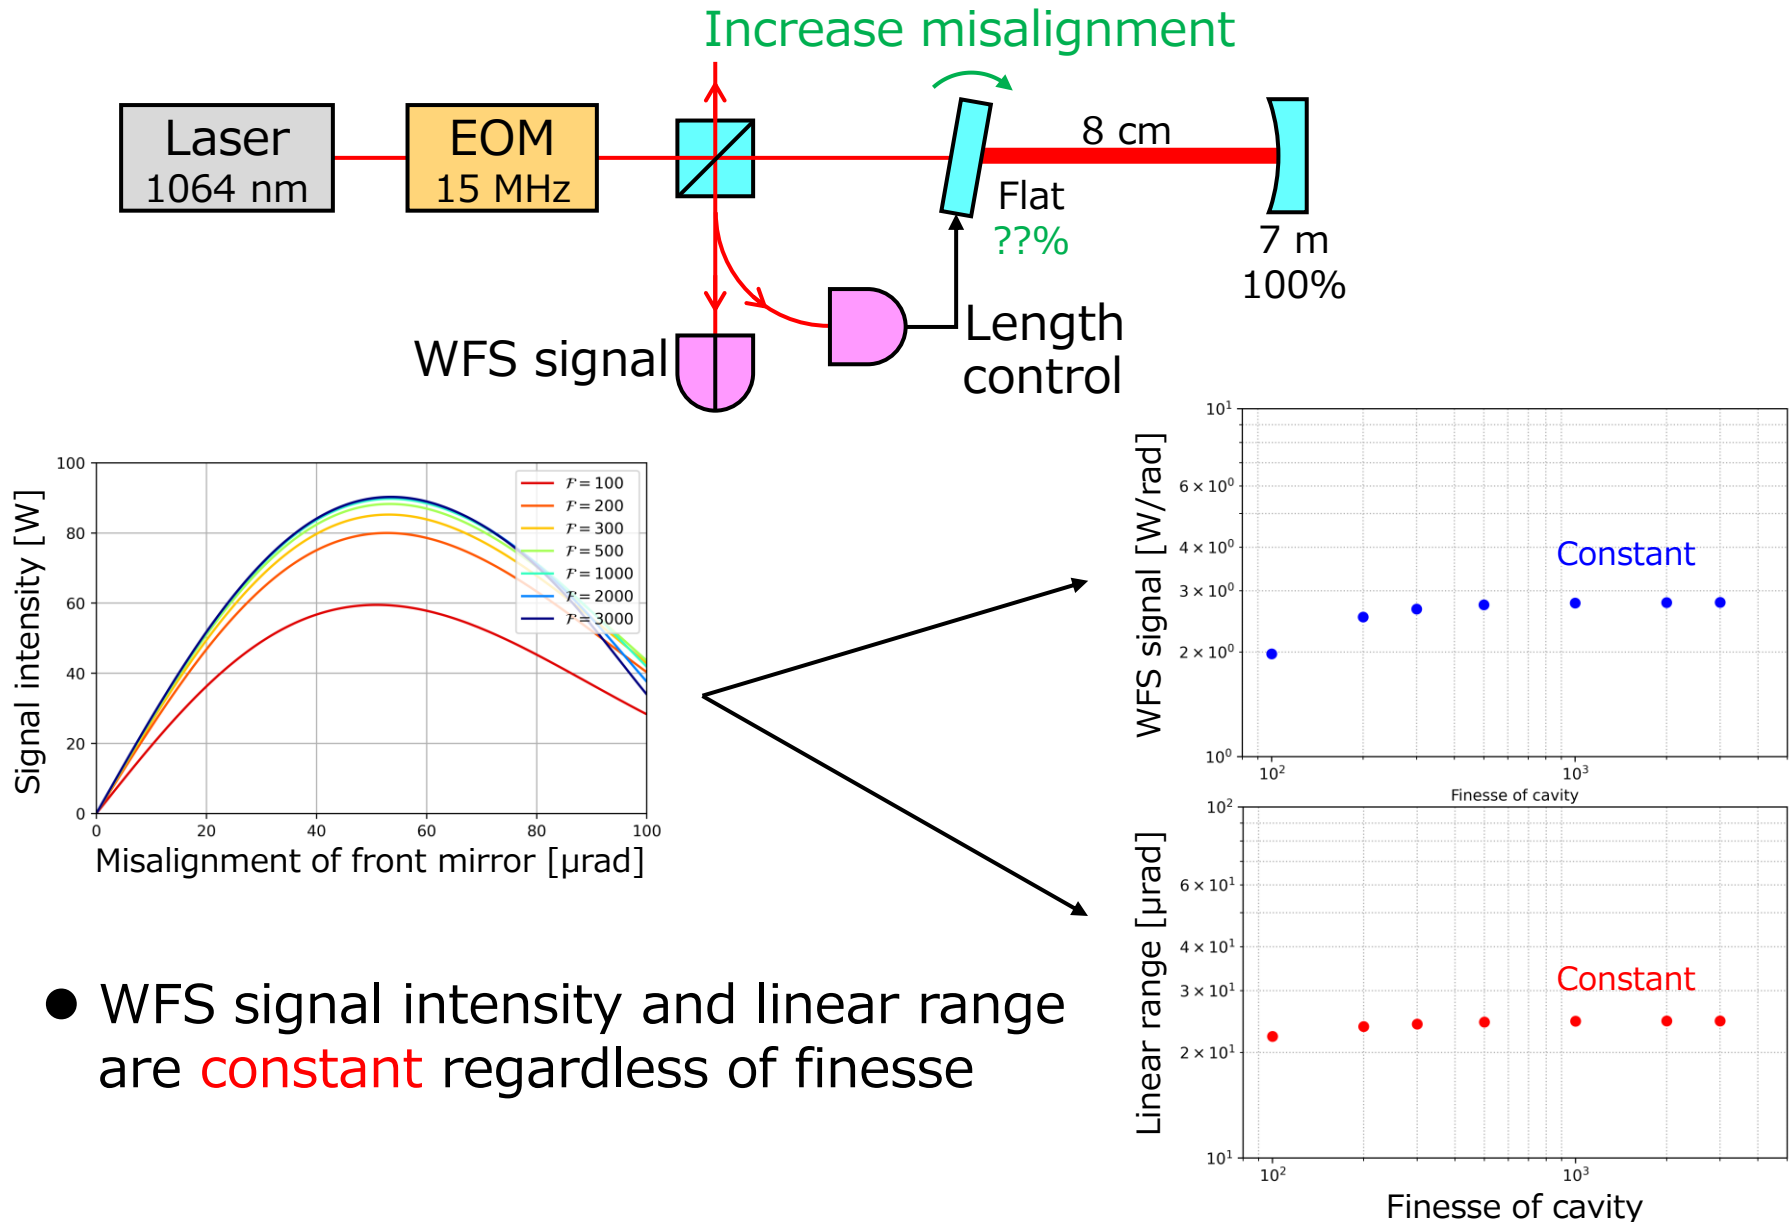 Increase misalignment
Laser
1064 nm
EOM
15 MHz
8 cm
Flat
??%
7 m
100%
WFS signal
Length
control
Signal intensity [W]
100
80
60
40
20
0
0 20 40 60 80 100
Misalignment of front mirror [μrad]
ℱ = 100
ℱ = 200
ℱ = 300
ℱ = 500
ℱ = 1000
ℱ = 2000
ℱ = 3000
WFS signal [W/rad]
10¹
6 × 10⁰
4 × 10⁰
3 × 10⁰
2 × 10⁰
10⁰
Constant
10² 10³
Finesse of cavity
Linear range [μrad]
10²
6 × 10¹
4 × 10¹
3 × 10¹
2 × 10¹
10¹
Constant
10² 10³
Finesse of cavity
● WFS signal intensity and linear range
are constant regardless of finesse